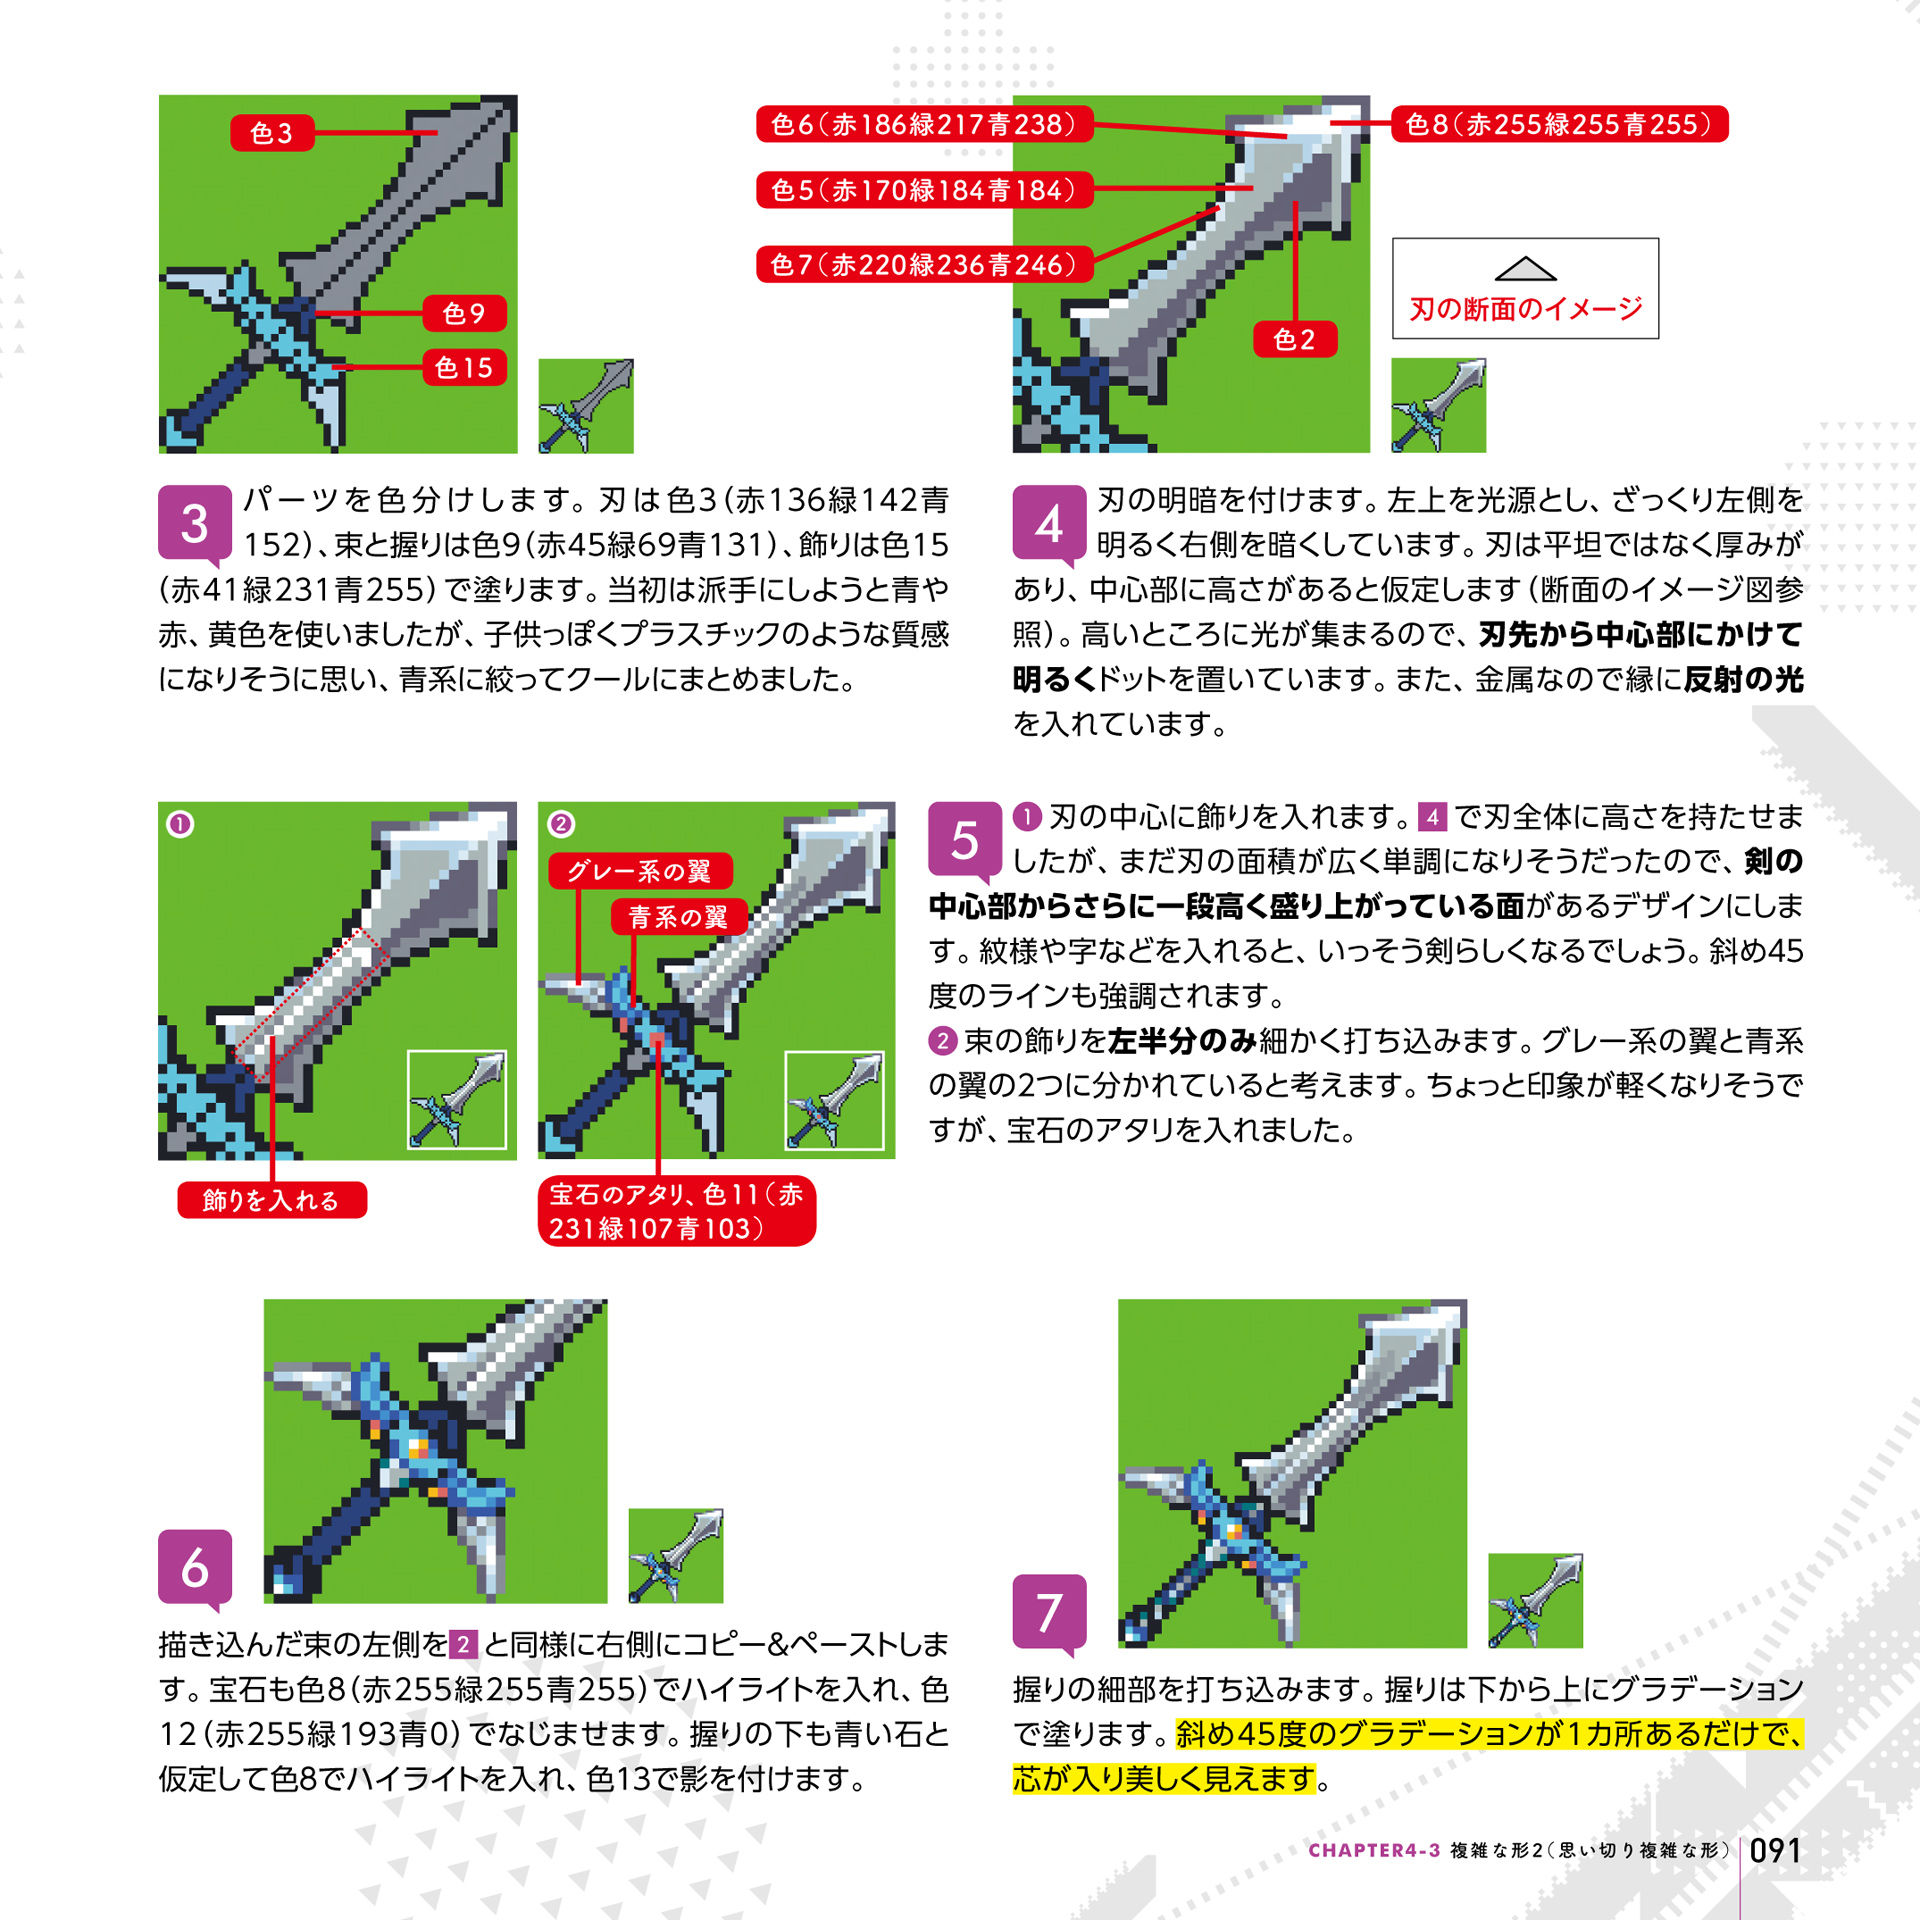 色3
色9
色15
3
パーツを色分けします。刃は色3（赤136緑142青
152）、束と握りは色9（赤45緑69青131）、飾りは色15
（赤41緑231青255）で塗ります。当初は派手にしようと青や
赤、黄色を使いましたが、子供っぽくプラスチックのような質感
になりそうに思い、青系に絞ってクールにまとめました。
色6（赤186緑217青238）
色8（赤255緑255青255）
色5（赤170緑184青184）
色7（赤220緑236青246）
色2
刃の断面のイメージ
4
刃の明暗を付けます。左上を光源とし、ざっくり左側を
明るく右側を暗くしています。刃は平坦ではなく厚みが
あり、中心部に高さがあると仮定します（断面のイメージ図参
照）。高いところに光が集まるので、刃先から中心部にかけて
明るくドットを置いています。また、金属なので縁に反射の光
を入れています。
1
飾りを入れる
2
グレー系の翼
青系の翼
宝石のアタリ、色11（赤
231緑107青103）
5
1 刃の中心に飾りを入れます。4 で刃全体に高さを持たせま
したが、まだ刃の面積が広く単調になりそうだったので、剣の
中心部からさらに一段高く盛り上がっている面があるデザインにしま
す。紋様や字などを入れると、いっそう剣らしくなるでしょう。斜め45
度のラインも強調されます。
2 束の飾りを左半分のみ細かく打ち込みます。グレー系の翼と青系
の翼の2つに分かれていると考えます。ちょっと印象が軽くなりそうで
すが、宝石のアタリを入れました。
6
描き込んだ束の左側を 2 と同様に右側にコピー&ペーストしま
す。宝石も色8（赤255緑255青255）でハイライトを入れ、色
12（赤255緑193青0）でなじませます。握りの下も青い石と
仮定して色8でハイライトを入れ、色13で影を付けます。
7
握りの細部を打ち込みます。握りは下から上にグラデーション
で塗ります。斜め45度のグラデーションが1カ所あるだけで、
芯が入り美しく見えます。
CHAPTER4-3 複雑な形2（思い切り複雑な形） 091